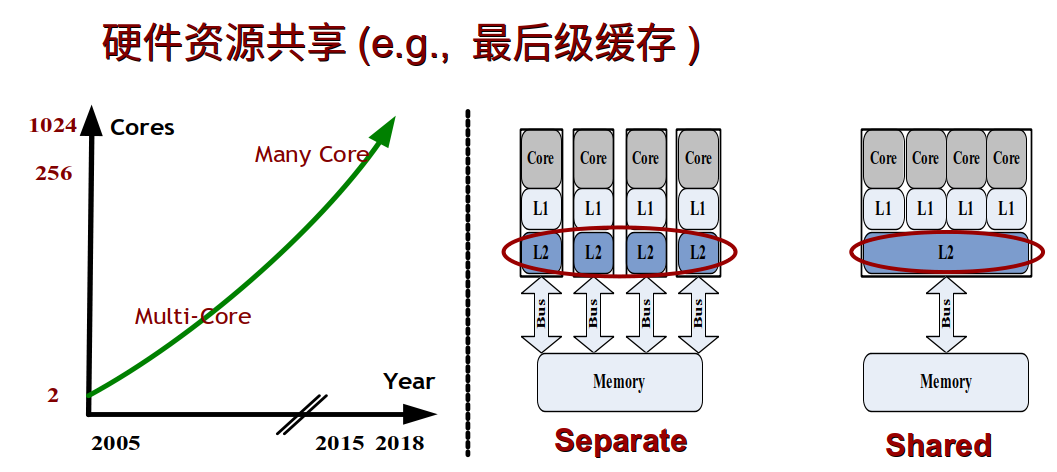 硬件资源共享 (e.g., 最后级缓存 )
1024
Cores
256
Many Core
Multi-Core
2
Year
2005
2015 2018
Core Core Core Core
L1 L1 L1 L1
L2 L2 L2 L2
Bus Bus Bus Bus
Memory
Separate
Core Core Core Core
L1 L1 L1 L1
L2
Bus
Memory
Shared